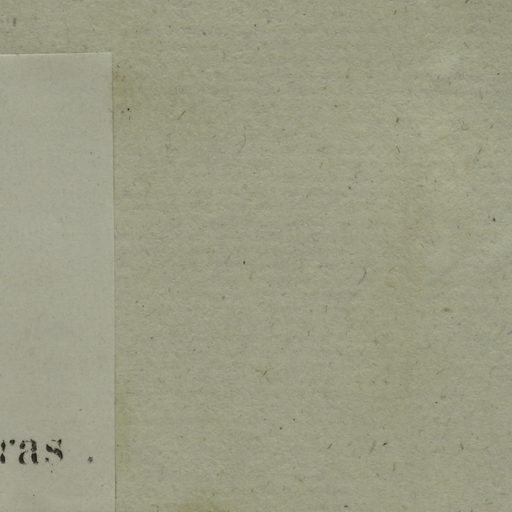 ras .